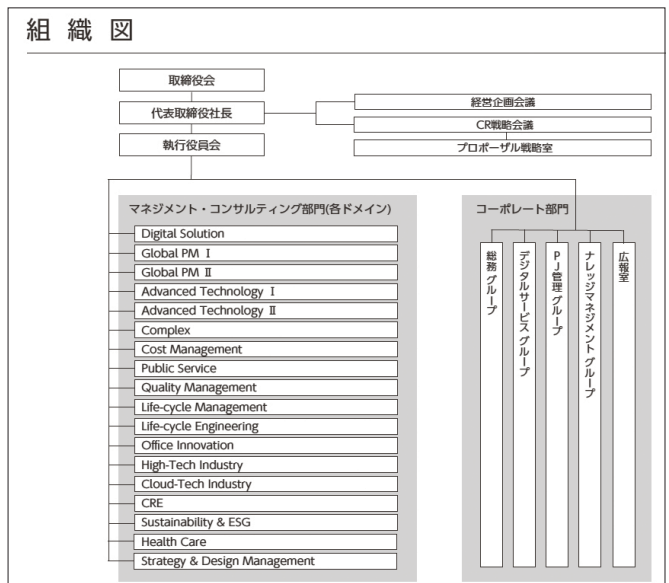 組織図
取締役会
代表取締役社長
執行役員会
経営企画会議
CR戦略会議
プロポーザル戦略室
マネジメント・コンサルティング部門(各ドメイン)
Digital Solution
Global PM Ⅰ
Global PM Ⅱ
Advanced Technology Ⅰ
Advanced Technology Ⅱ
Complex
Cost Management
Public Service
Quality Management
Life-cycle Management
Life-cycle Engineering
Office Innovation
High-Tech Industry
Cloud-Tech Industry
CRE
Sustainability & ESG
Health Care
Strategy & Design Management
コーポレート部門
総務グループ
デジタルサービスグループ
PJ管理グループ
ナレッジマネジメントグループ
広報室